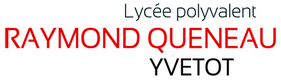 Lycée polyvalent
RAYMOND QUENEAU
YVETOT